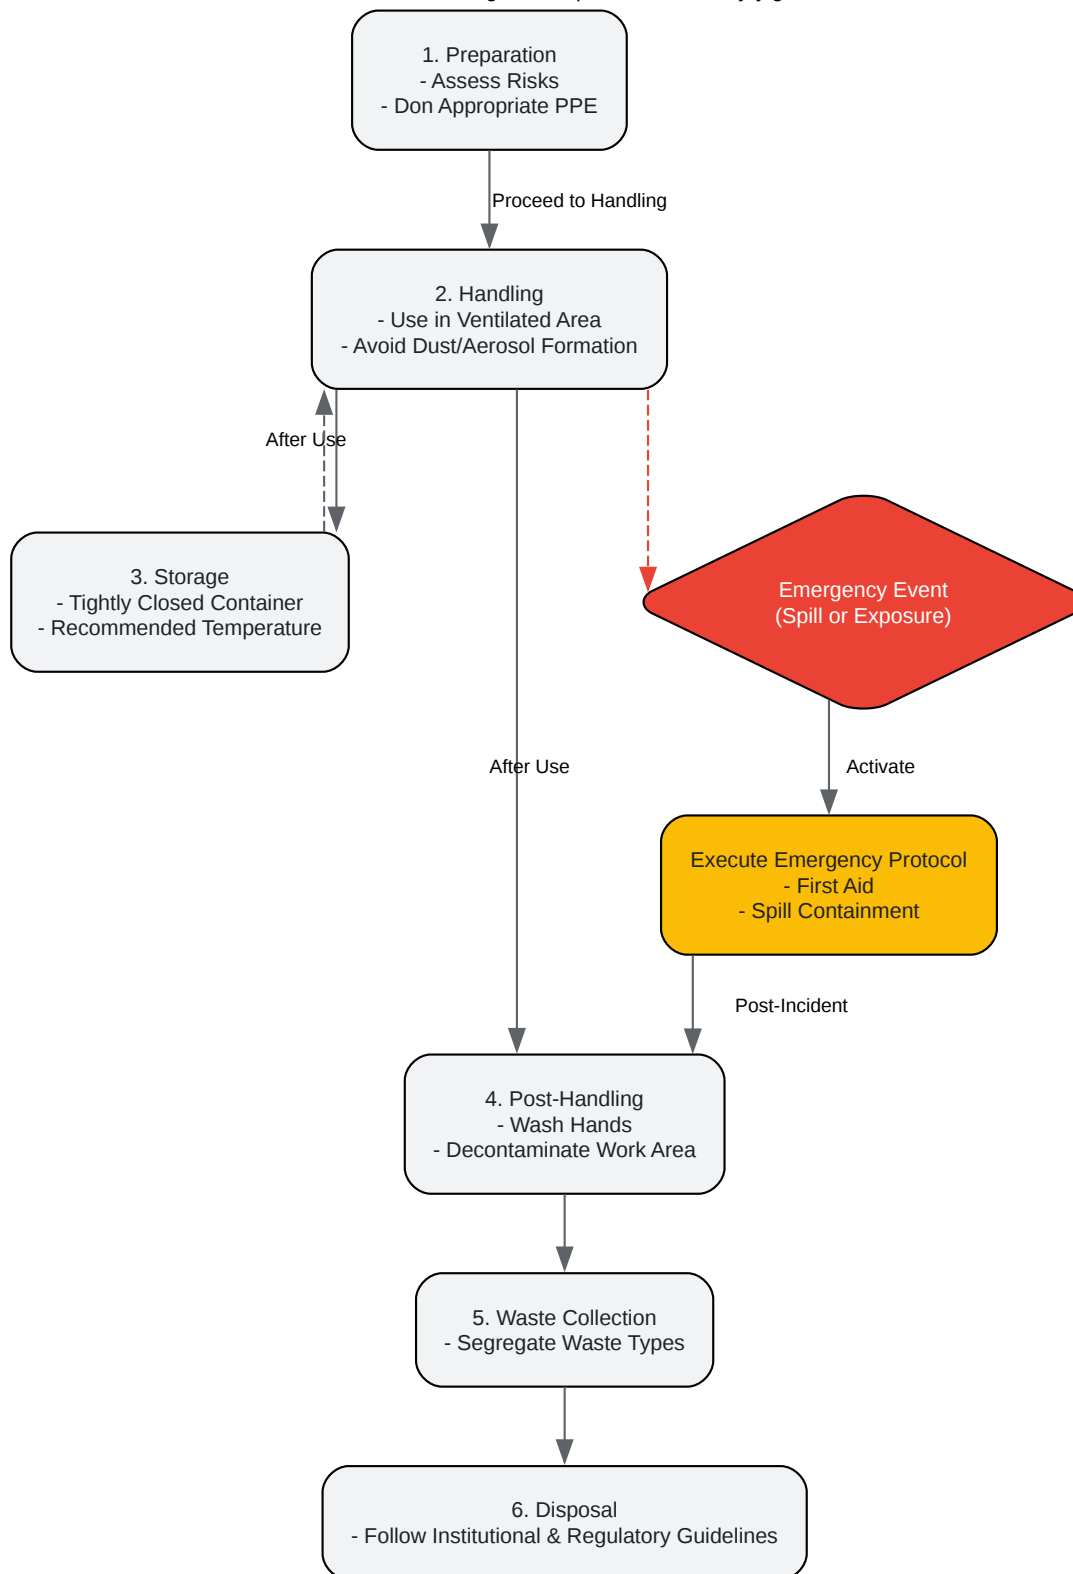 1. Preparation
- Assess Risks
- Don Appropriate PPE
Proceed to Handling
2. Handling
- Use in Ventilated Area
- Avoid Dust/Aerosol Formation
After Use
3. Storage
- Tightly Closed Container
- Recommended Temperature
Emergency Event
(Spill or Exposure)
After Use
Activate
Execute Emergency Protocol
- First Aid
- Spill Containment
Post-Incident
4. Post-Handling
- Wash Hands
- Decontaminate Work Area
5. Waste Collection
- Segregate Waste Types
6. Disposal
- Follow Institutional & Regulatory Guidelines